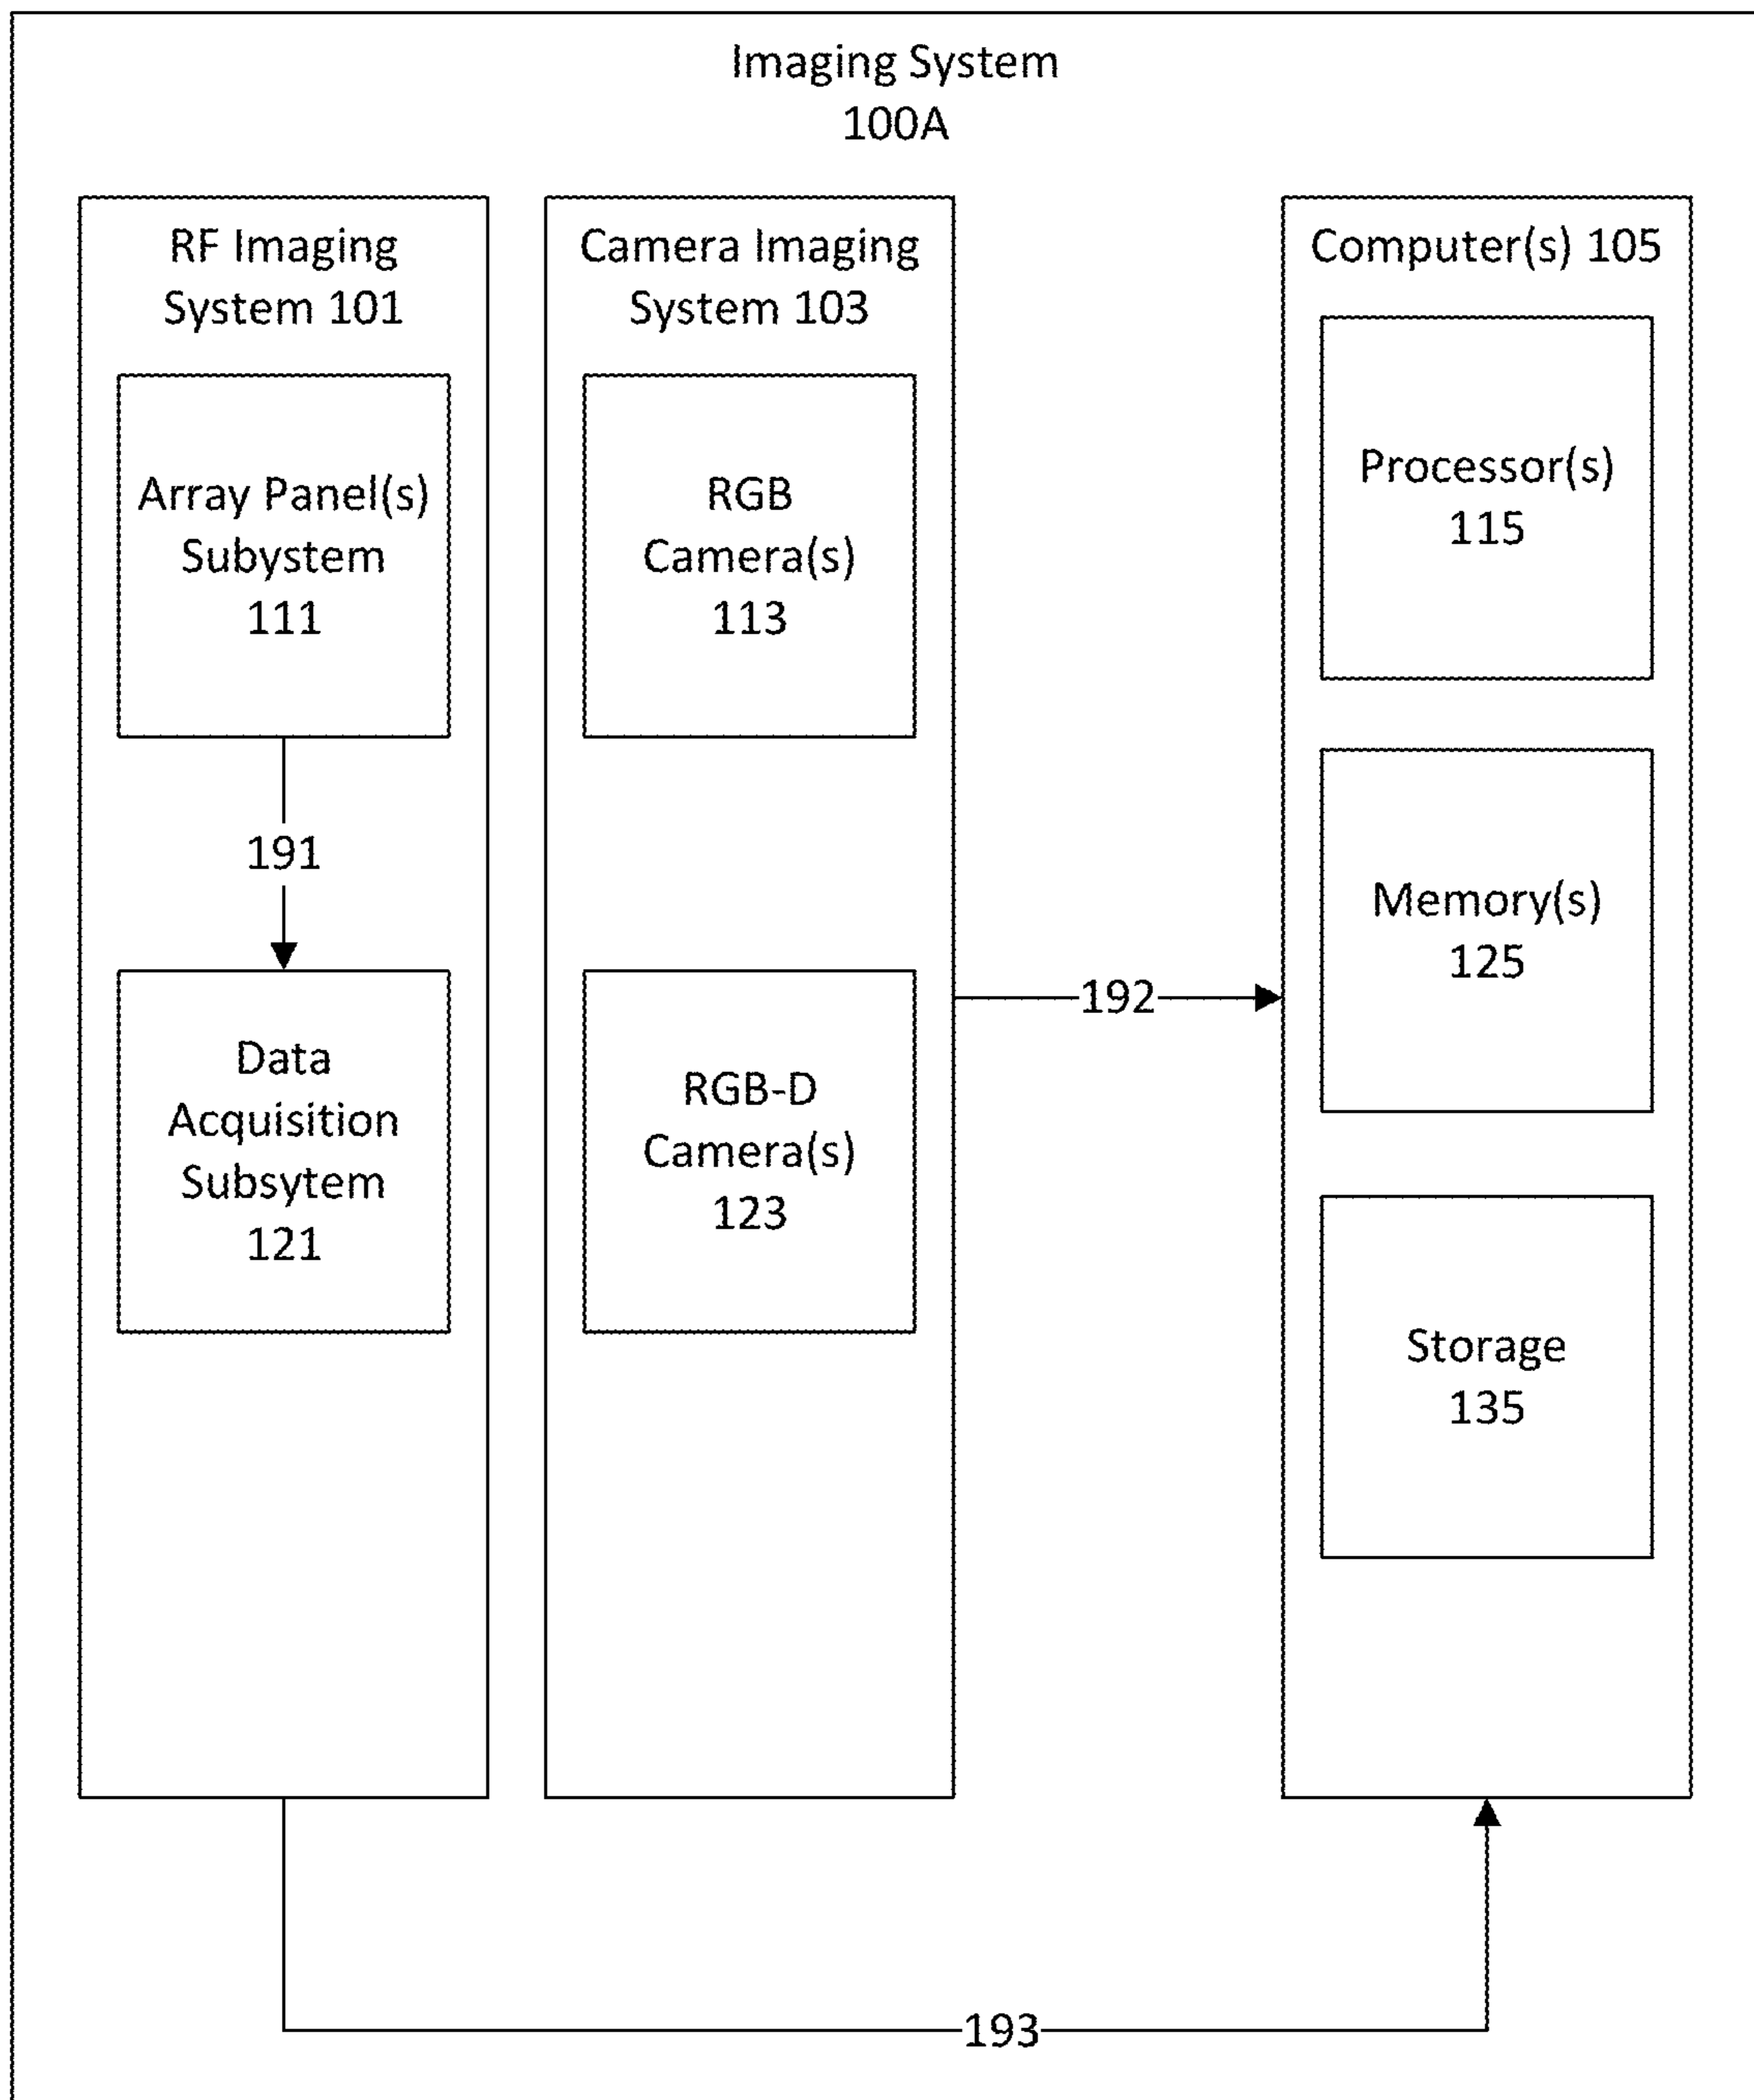 Imaging System
100A
RF Imaging
System 101
Array Panel(s)
Subystem
111
191
Data
Acquisition
Subsytem
121
Camera Imaging
System 103
RGB
Camera(s)
113
RGB-D
Camera(s)
123
192
Computer(s) 105
Processor(s)
115
Memory(s)
125
Storage
135
193